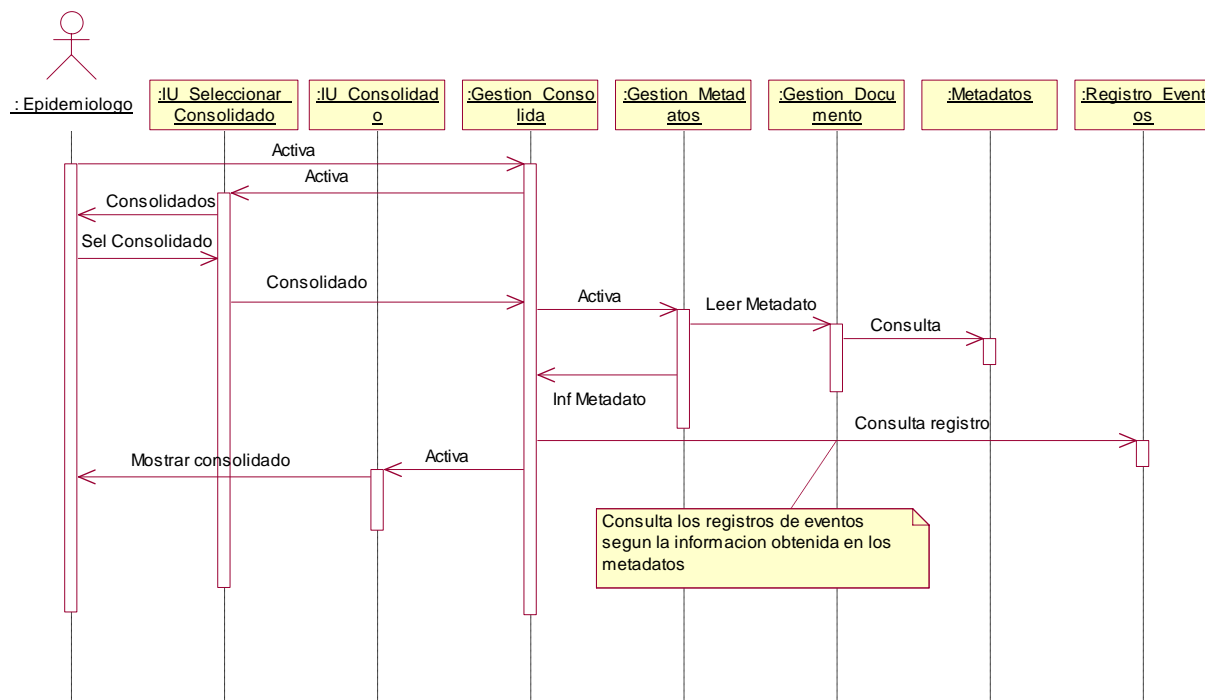 : Epidemiologo
:IU_Seleccionar_
Consolidado
:IU_Consolidad
o
:Gestion_Conso
lida
:Gestion_Metad
atos
:Gestion_Docu
mento
:Metadatos
:Registro_Event
os
Activa
Activa
Consolidados
Sel Consolidado
Consolidado
Activa
Leer Metadato
Consulta
Inf Metadato
Consulta registro
Activa
Mostrar consolidado
Consulta los registros de eventos
segun la informacion obtenida en los
metadatos